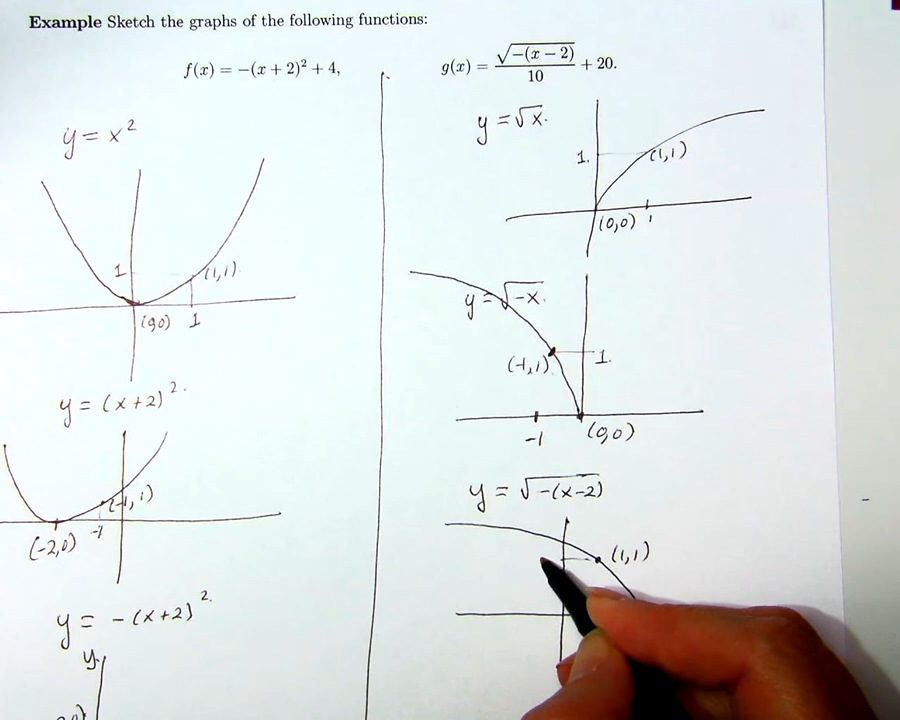 Example Sketch the graphs of the following functions:
f(x) = −(x + 2)² + 4,
g(x) = √−(x − 2) / 10 + 20.
y = x²
1
(1,1)
(0,0)
1
y = (x+2)².
(-1,1)
(-2,0)
-1
y = -(x+2)².
y
y = √x.
1.
(1,1)
(0,0)
1
y = √-x.
(-1,1)
1.
-1
(0,0)
y = √-(x-2)
(1,1)